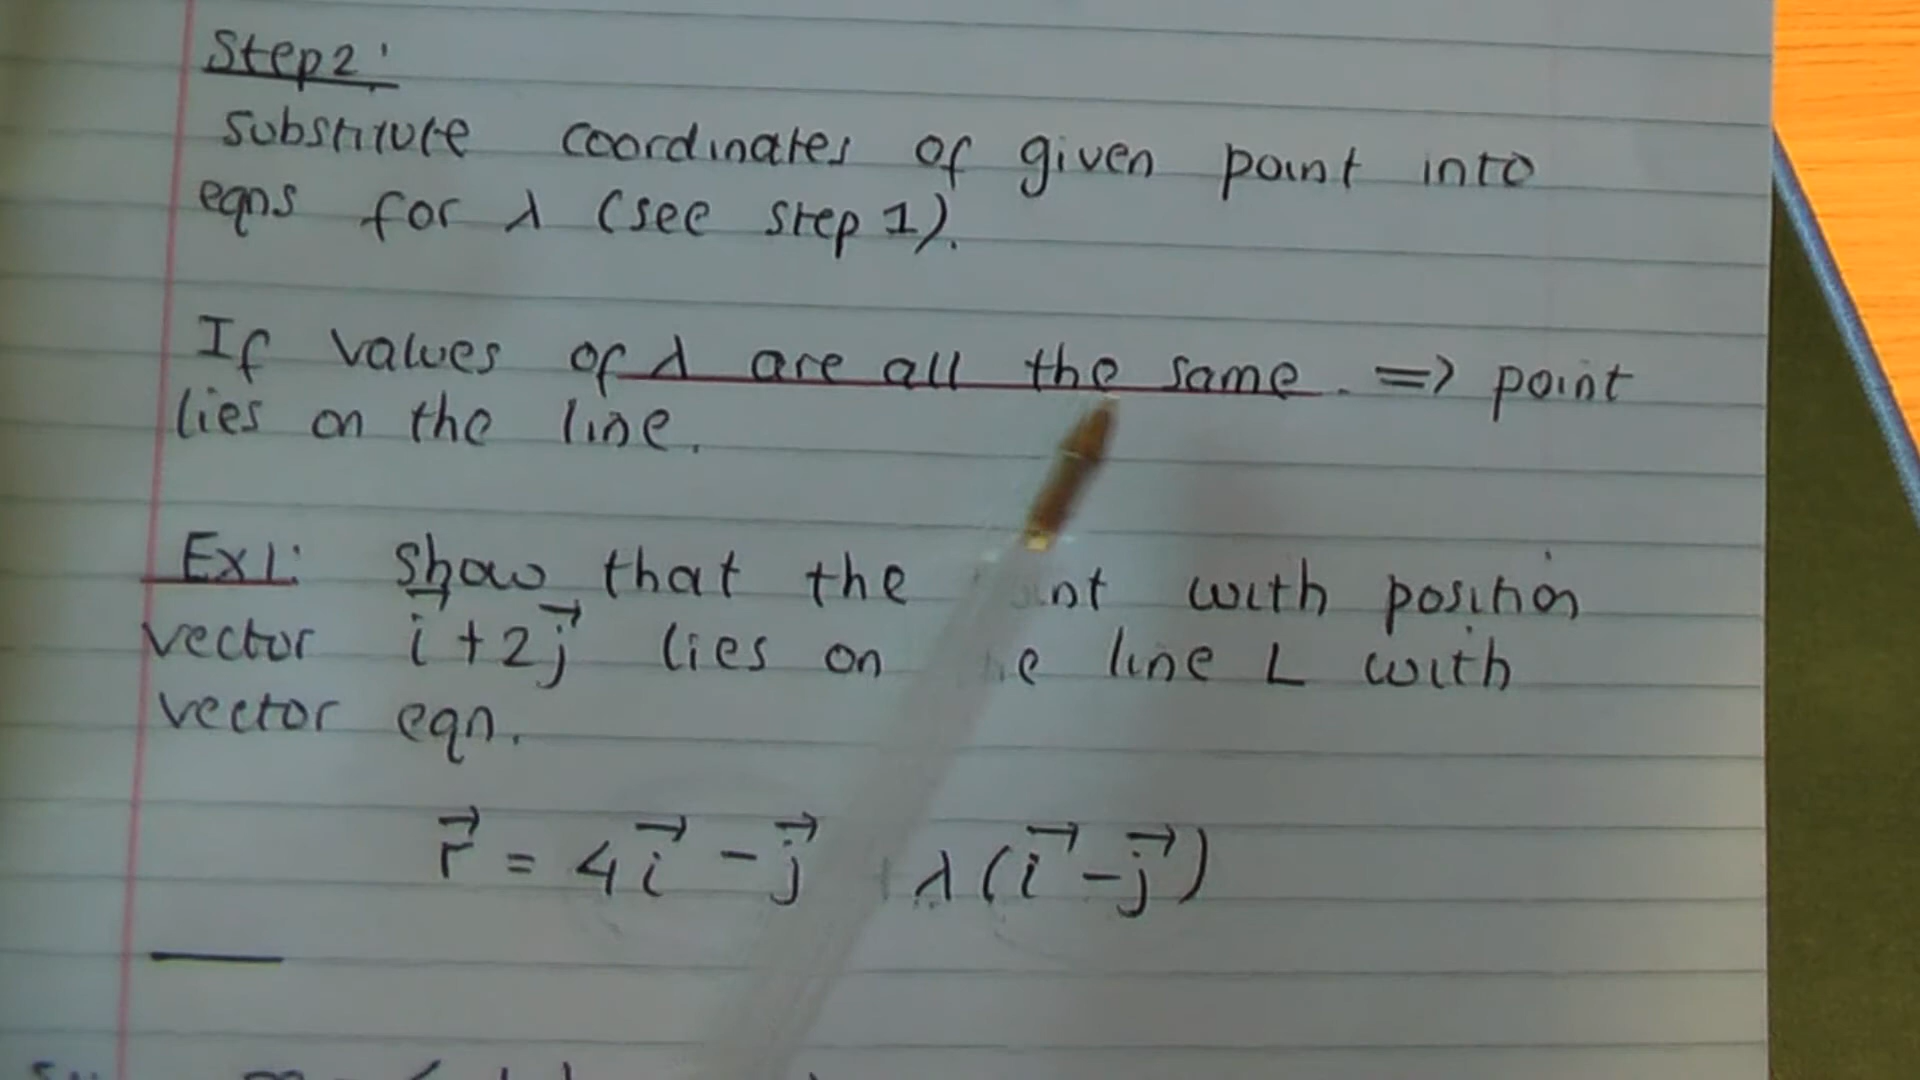 Step 2:
Substitute coordinates of given point into
eqns for λ (see step 1).
If values of λ are all the same. => point
lies on the line.
Ex1: Show that the with position
vector i⃗ + 2j⃗ lies on line L with
vector eqn.
r⃗ = 4i⃗ - j⃗ λ(i⃗ - j⃗)